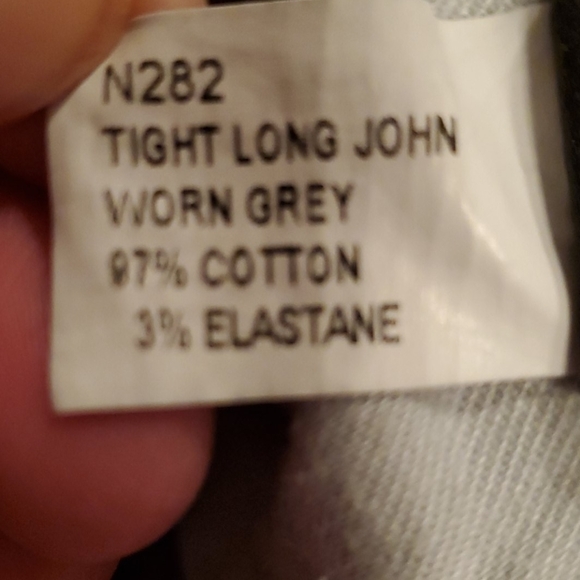 N282
TIGHT LONG JOHN
WORN GREY
97% COTTON
3% ELASTANE